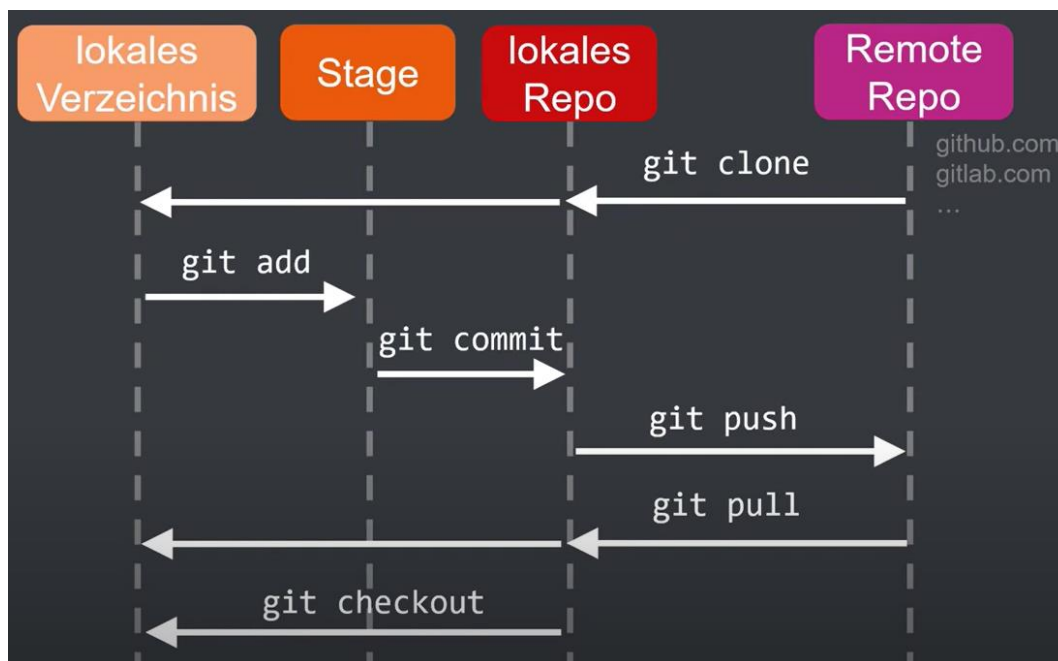 lokales
Verzeichnis
Stage
lokales
Repo
Remote
Repo
github.com
gitlab.com
...
git clone
git add
git commit
git push
git pull
git checkout